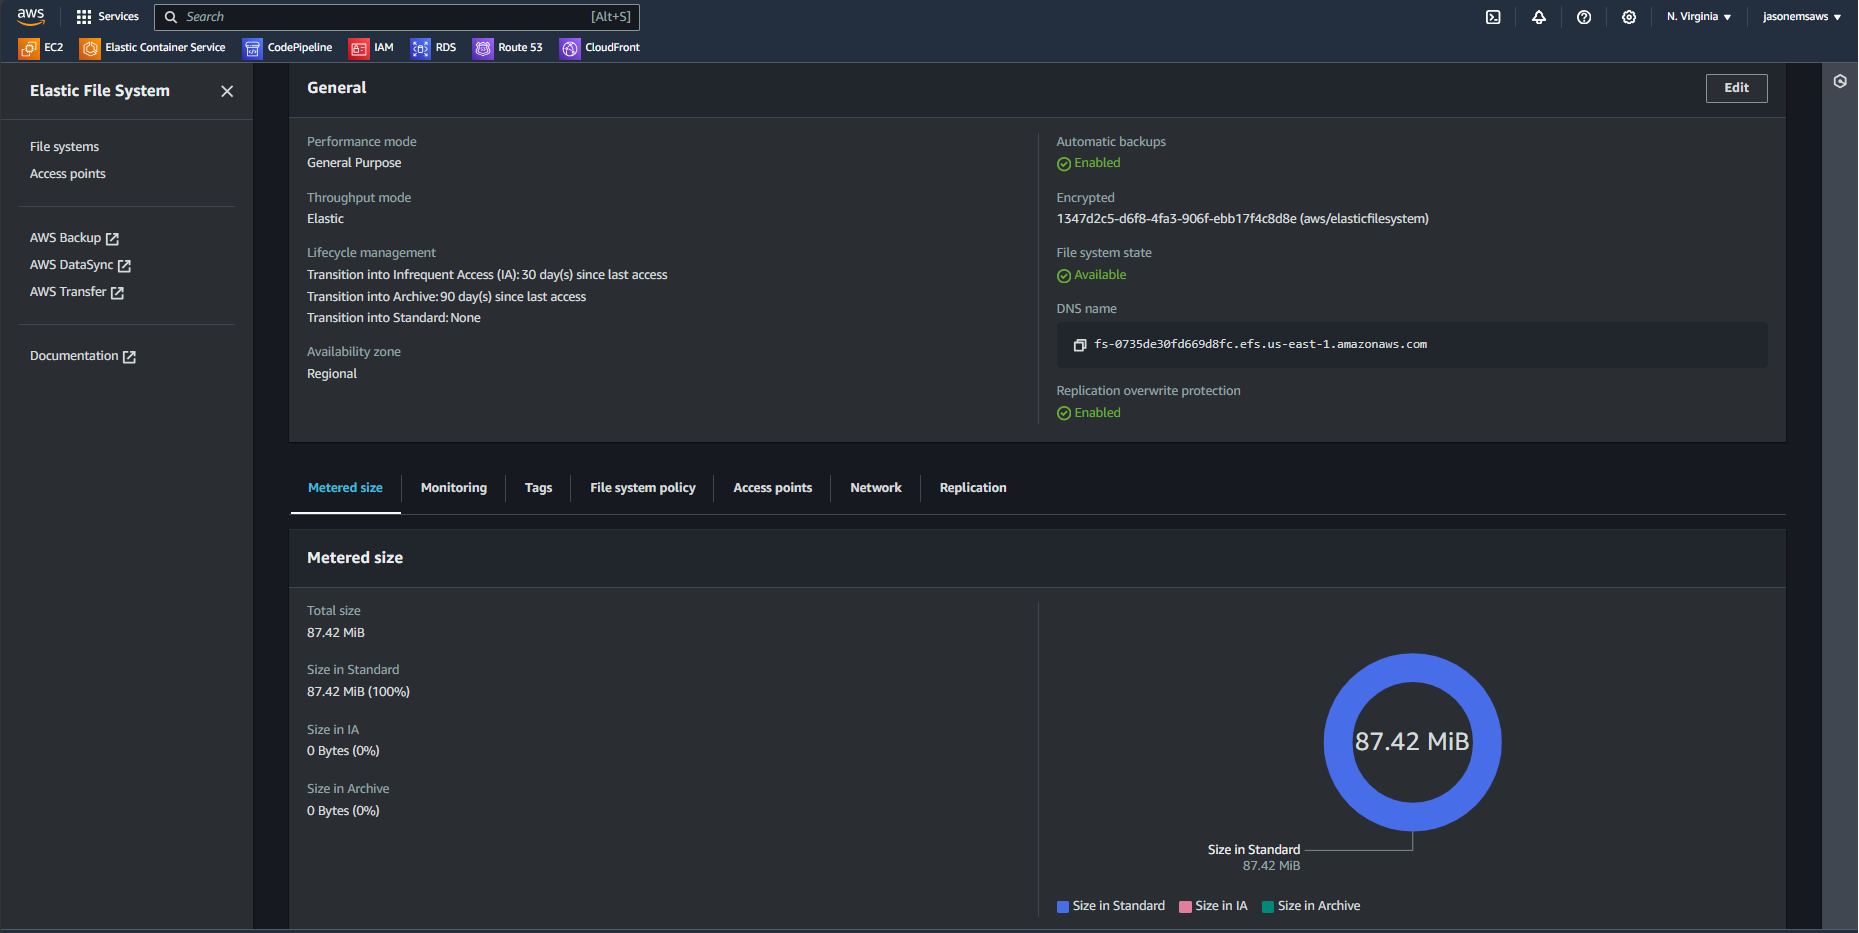 aws
Services
Search
[Alt+S]
N. Virginia
jasonemsaws
EC2
Elastic Container Service
CodePipeline
IAM
RDS
Route 53
CloudFront
Elastic File System
File systems
Access points
AWS Backup
AWS DataSync
AWS Transfer
Documentation
General
Edit
Performance mode
General Purpose
Throughput mode
Elastic
Lifecycle management
Transition into Infrequent Access (IA): 30 day(s) since last access
Transition into Archive: 90 day(s) since last access
Transition into Standard: None
Availability zone
Regional
Automatic backups
Enabled
Encrypted
1347d2c5-d6f8-4fa3-906f-ebb17f4c8d8e (aws/elasticfilesystem)
File system state
Available
DNS name
fs-0735de30fd669d8fc.efs.us-east-1.amazonaws.com
Replication overwrite protection
Enabled
Metered size
Monitoring
Tags
File system policy
Access points
Network
Replication
Metered size
Total size
87.42 MiB
Size in Standard
87.42 MiB (100%)
Size in IA
0 Bytes (0%)
Size in Archive
0 Bytes (0%)
87.42 MiB
Size in Standard
87.42 MiB
Size in Standard
Size in IA
Size in Archive